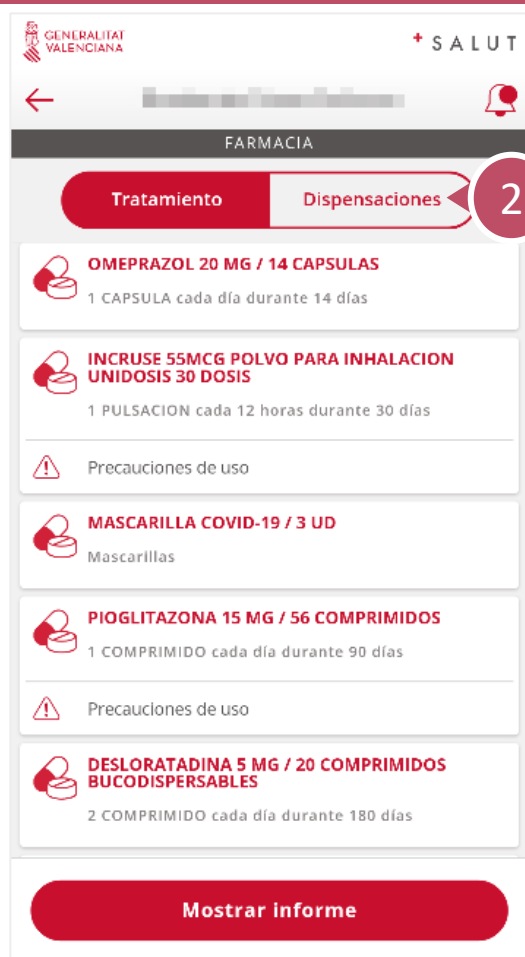 GENERALITAT
VALENCIANA
+SALUT
FARMACIA
Tratamiento
Dispensaciones
2
OMEPRAZOL 20 MG / 14 CAPSULAS
1 CAPSULA cada día durante 14 días
INCRUSE 55MCG POLVO PARA INHALACION
UNIDOSIS 30 DOSIS
1 PULSACION cada 12 horas durante 30 días
Precauciones de uso
MASCARILLA COVID-19 / 3 UD
Mascarillas
PIOGLITAZONA 15 MG / 56 COMPRIMIDOS
1 COMPRIMIDO cada día durante 90 días
Precauciones de uso
DESLORATADINA 5 MG / 20 COMPRIMIDOS
BUCODISPERSABLES
2 COMPRIMIDO cada día durante 180 días
Mostrar informe